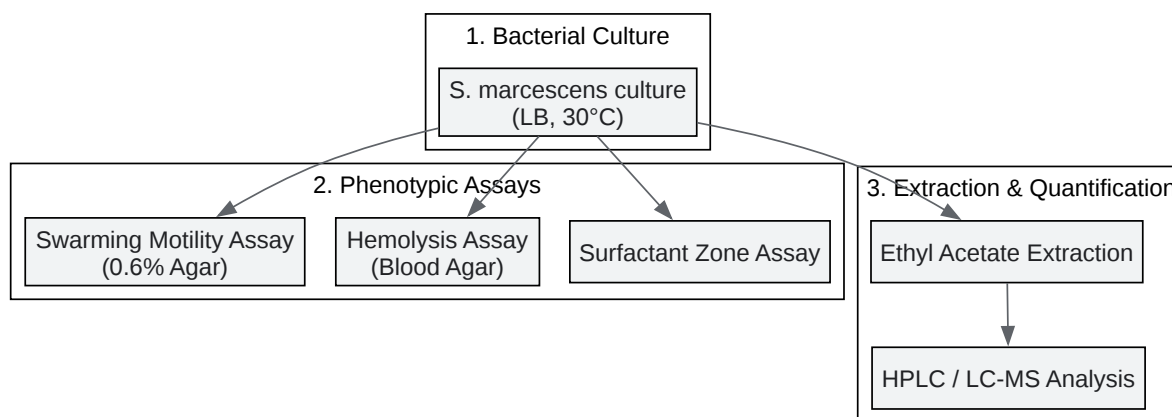 1. Bacterial Culture
S. marcescens culture
(LB, 30°C)
2. Phenotypic Assays
Swarming Motility Assay
(0.6% Agar)
Hemolysis Assay
(Blood Agar)
Surfactant Zone Assay
3. Extraction & Quantification
Ethyl Acetate Extraction
HPLC / LC-MS Analysis